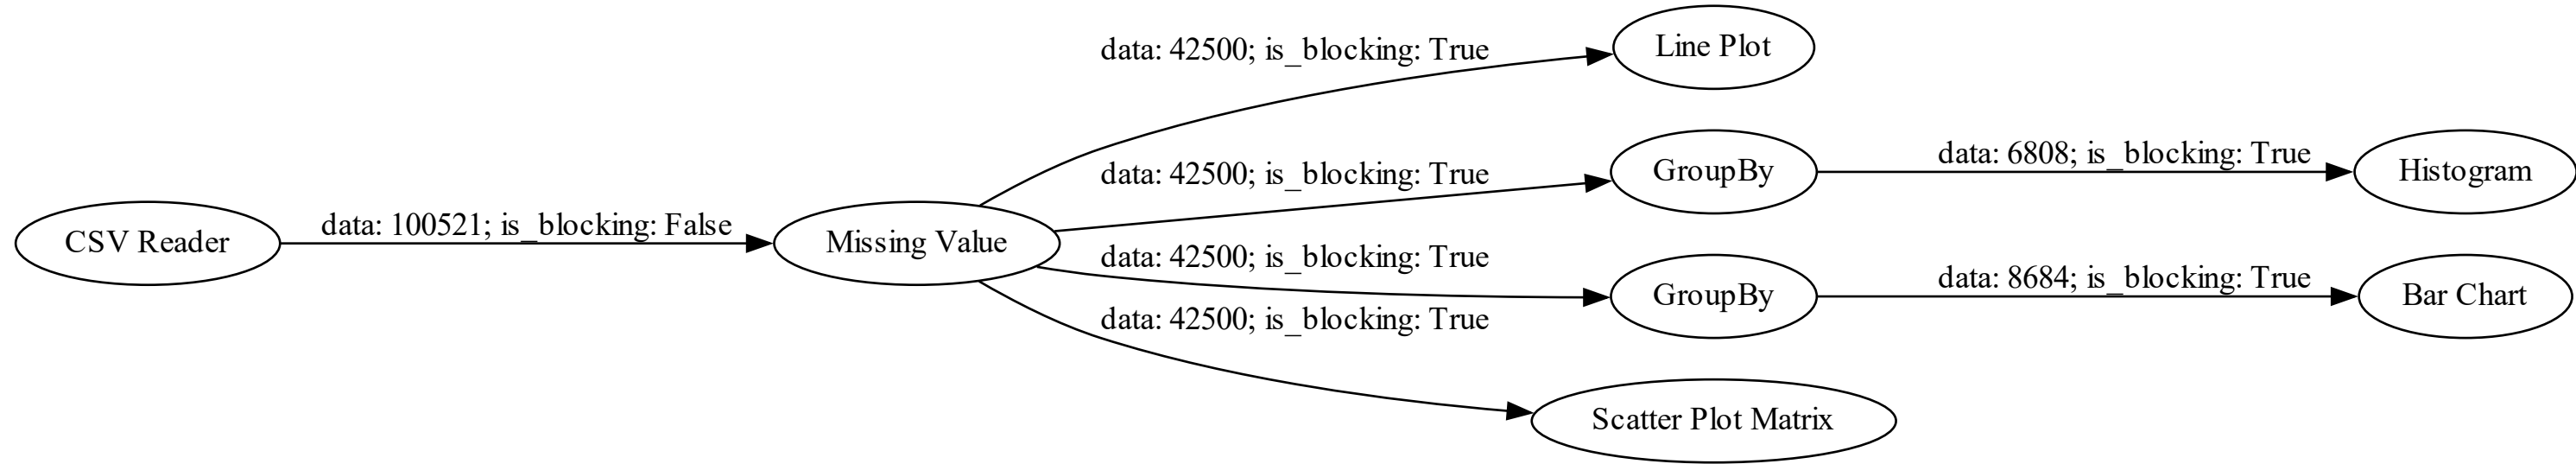 CSV Reader
data: 100521; is_blocking: False
Missing Value
data: 42500; is_blocking: True
Line Plot
data: 42500; is_blocking: True
GroupBy
data: 6808; is_blocking: True
Histogram
data: 42500; is_blocking: True
GroupBy
data: 8684; is_blocking: True
Bar Chart
data: 42500; is_blocking: True
Scatter Plot Matrix